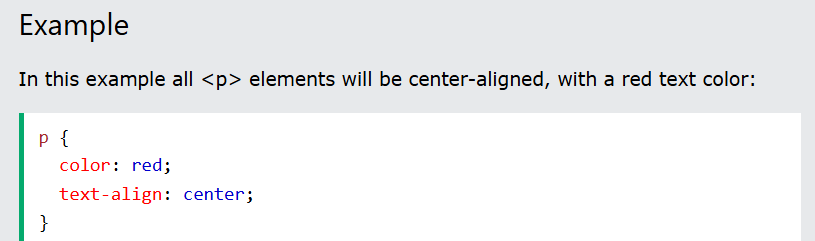 Example
In this example all <p> elements will be center-aligned, with a red text color:
p {
  color: red;
  text-align: center;
}